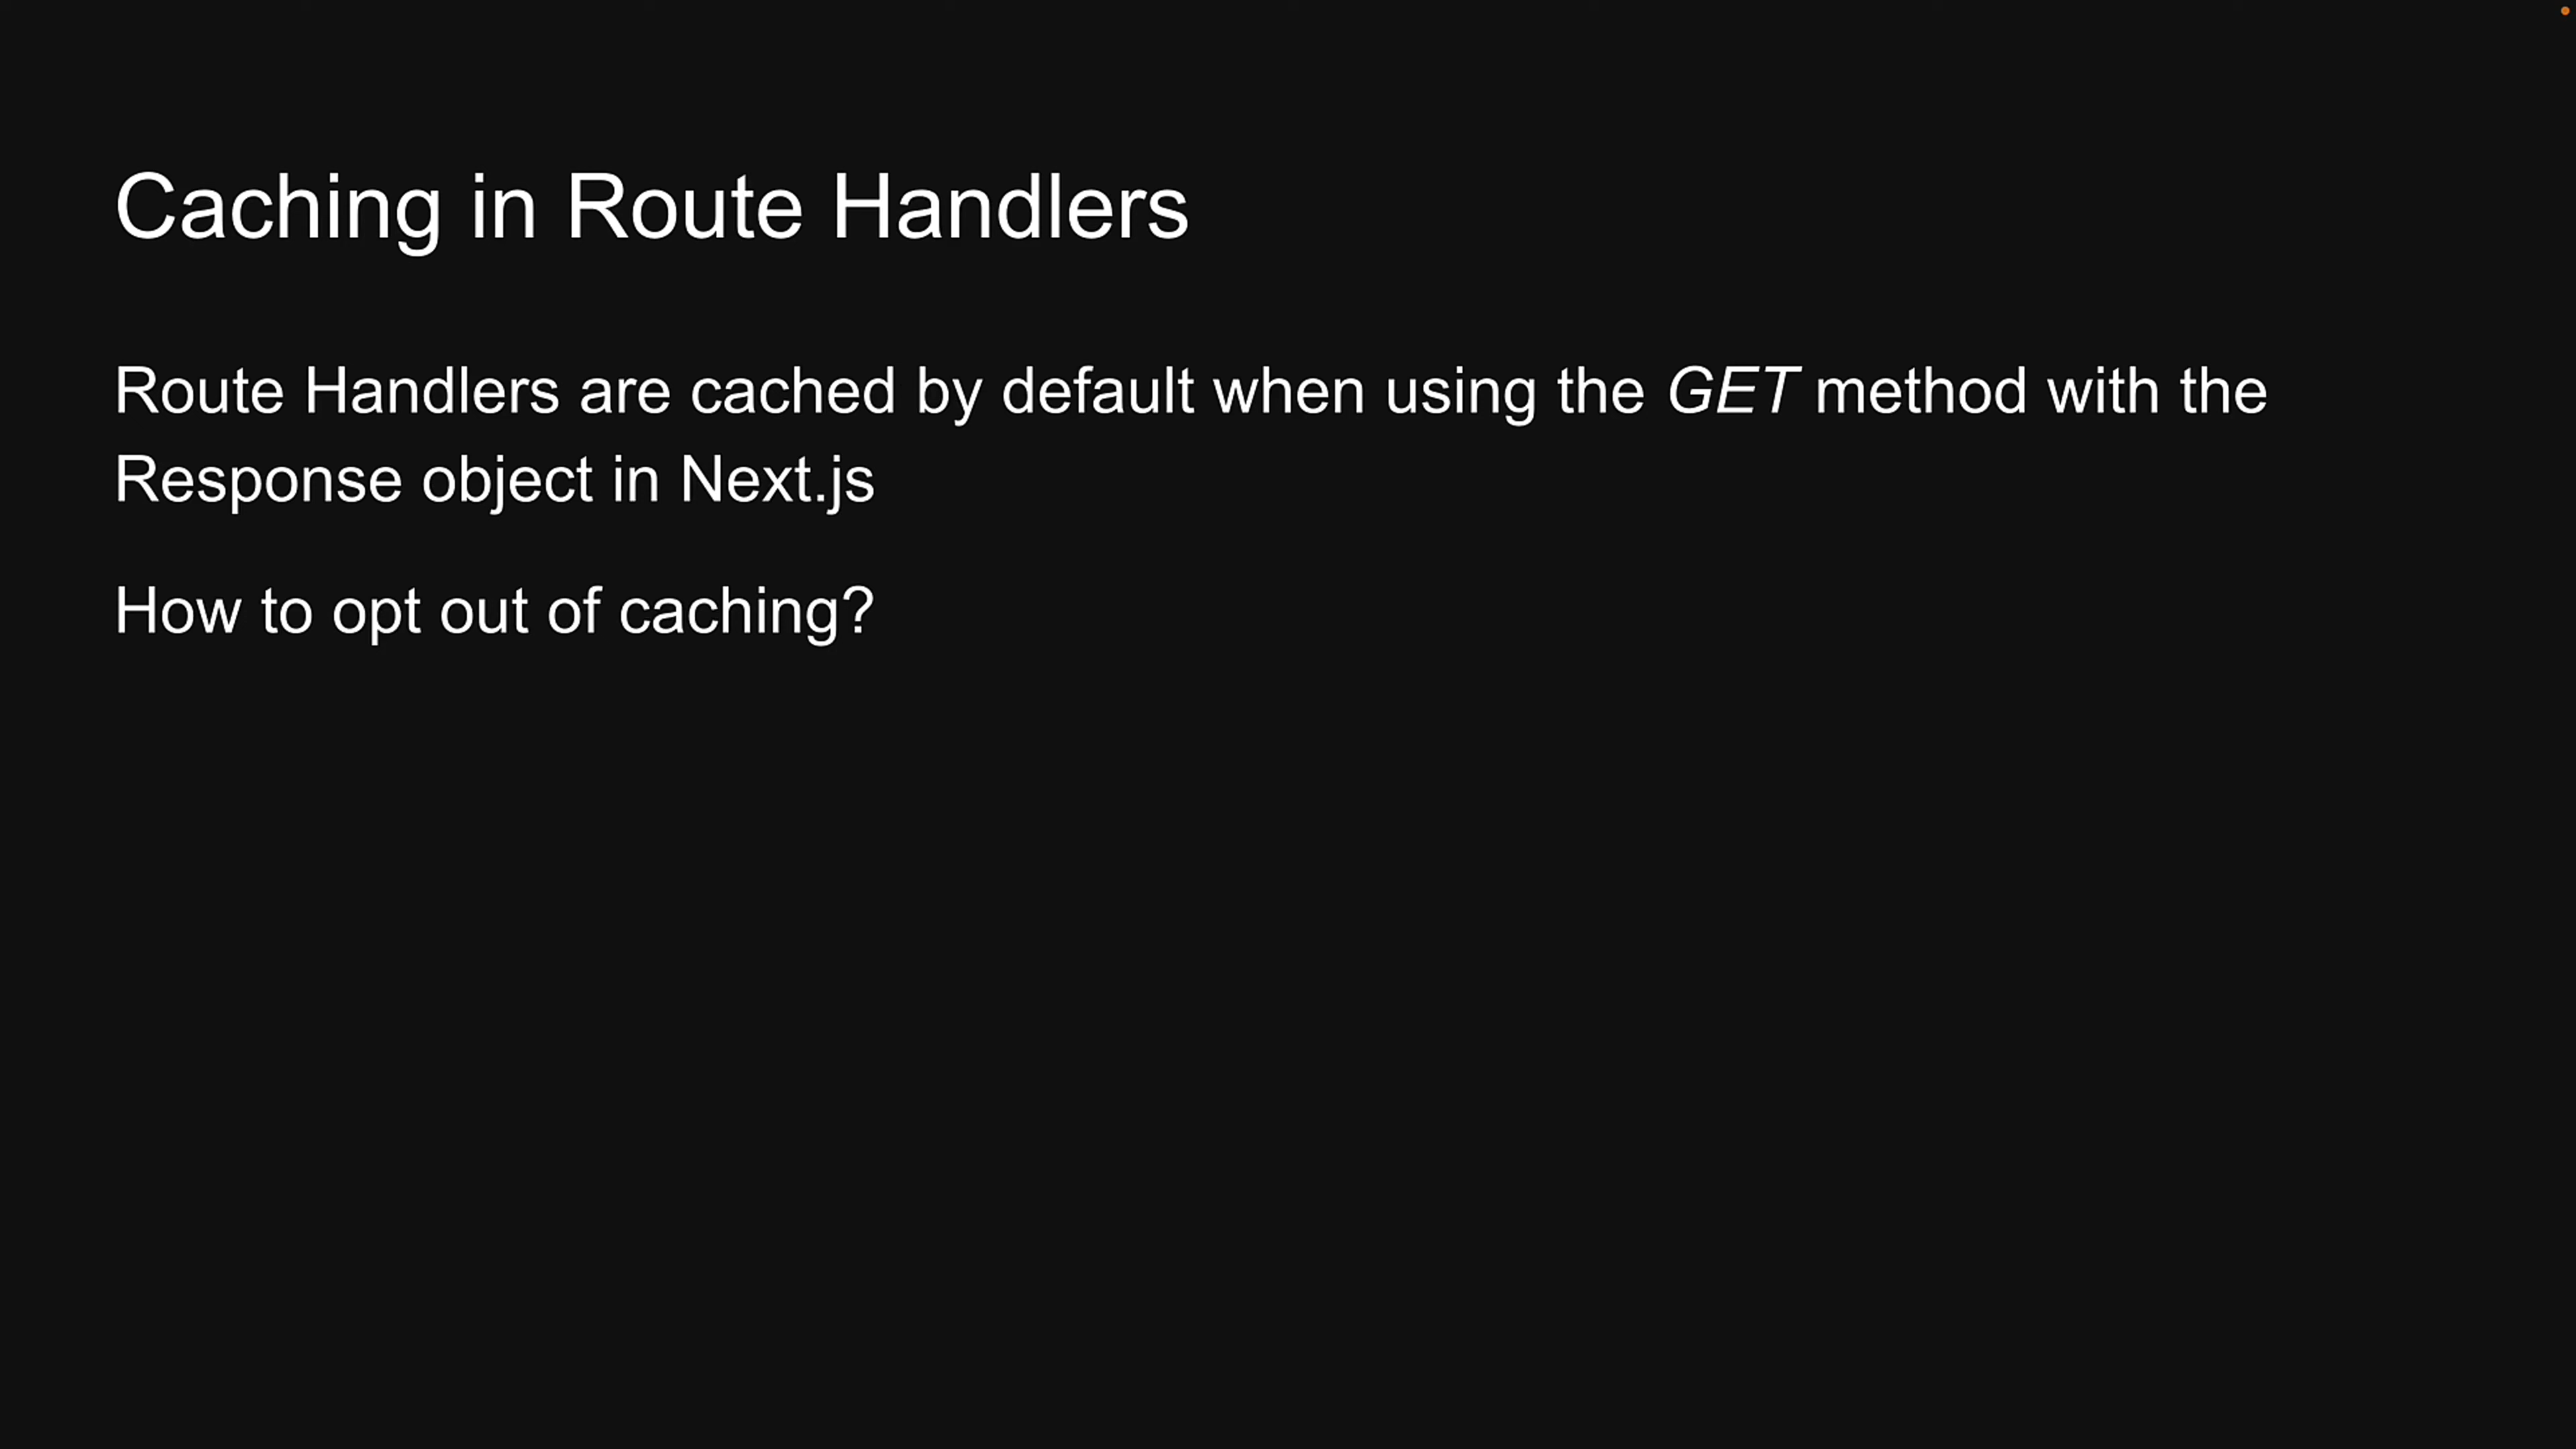 Caching in Route Handlers
Route Handlers are cached by default when using the GET method with the
Response object in Next.js
How to opt out of caching?